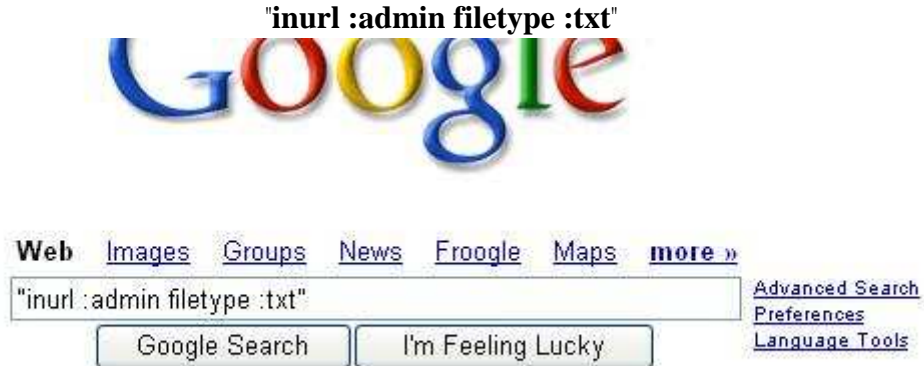 "inurl :admin filetype :txt"
Google
Web Images Groups News Froogle Maps more »
"inurl :admin filetype :txt"
Advanced Search
Preferences
Language Tools
Google Search I'm Feeling Lucky